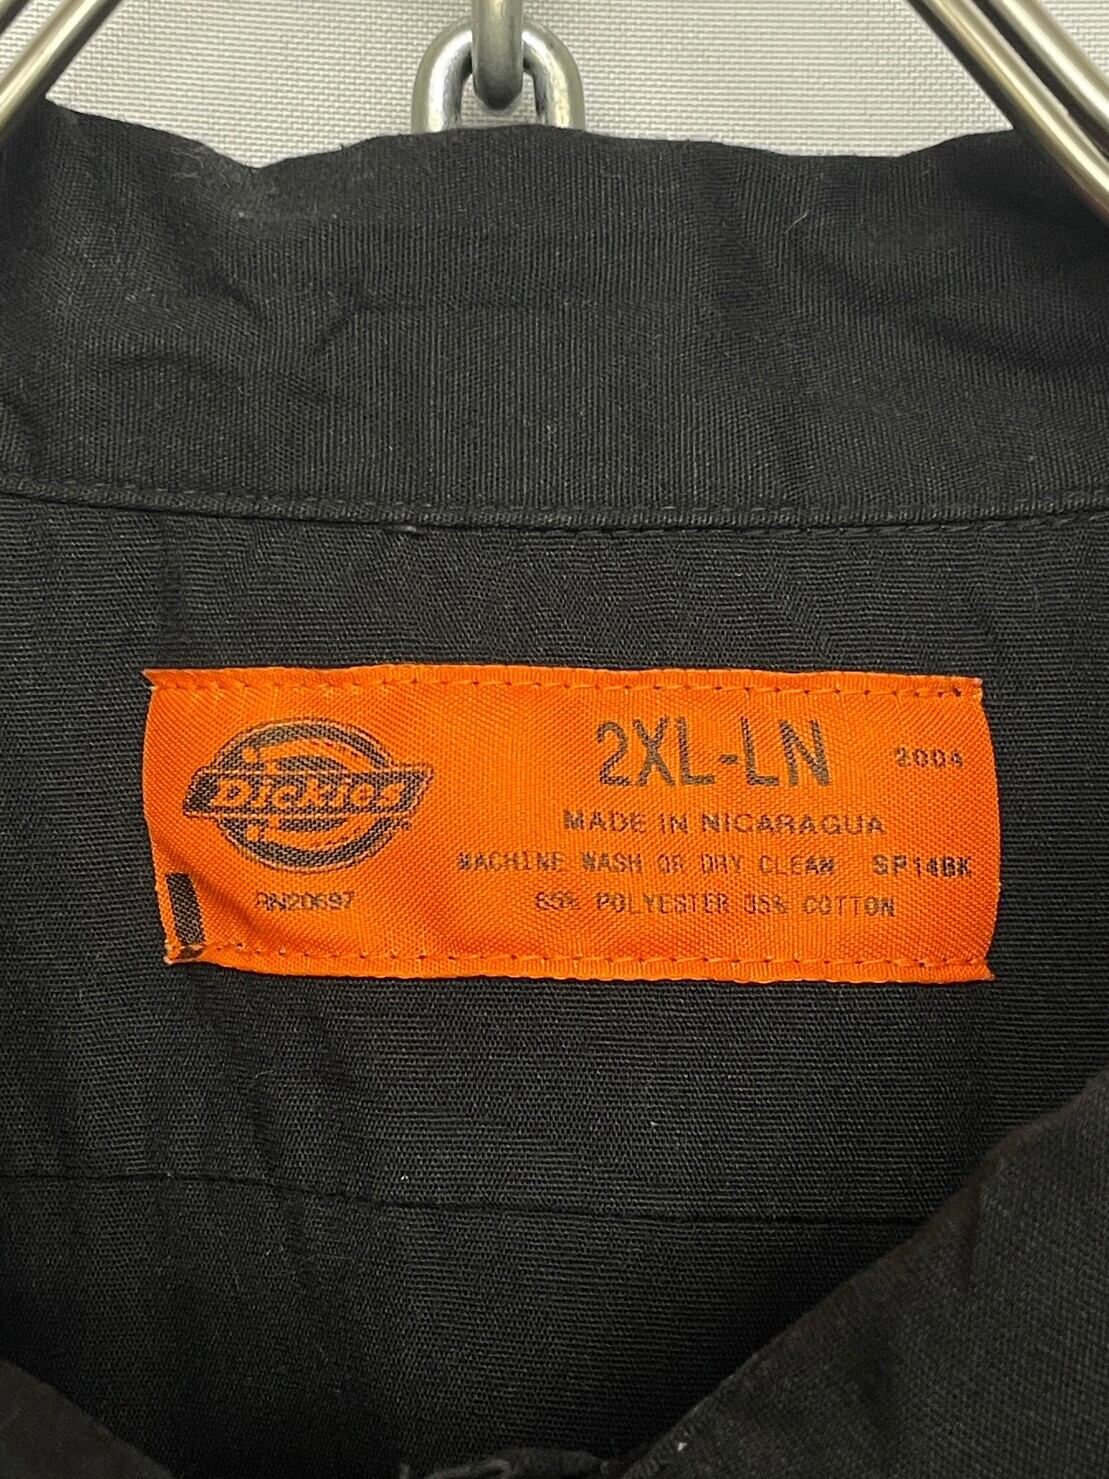 Dickies
®
RN20697
2XL-LN 2004
MADE IN NICARAGUA
MACHINE WASH OR DRY CLEAN SP14BK
65% POLYESTER 35% COTTON